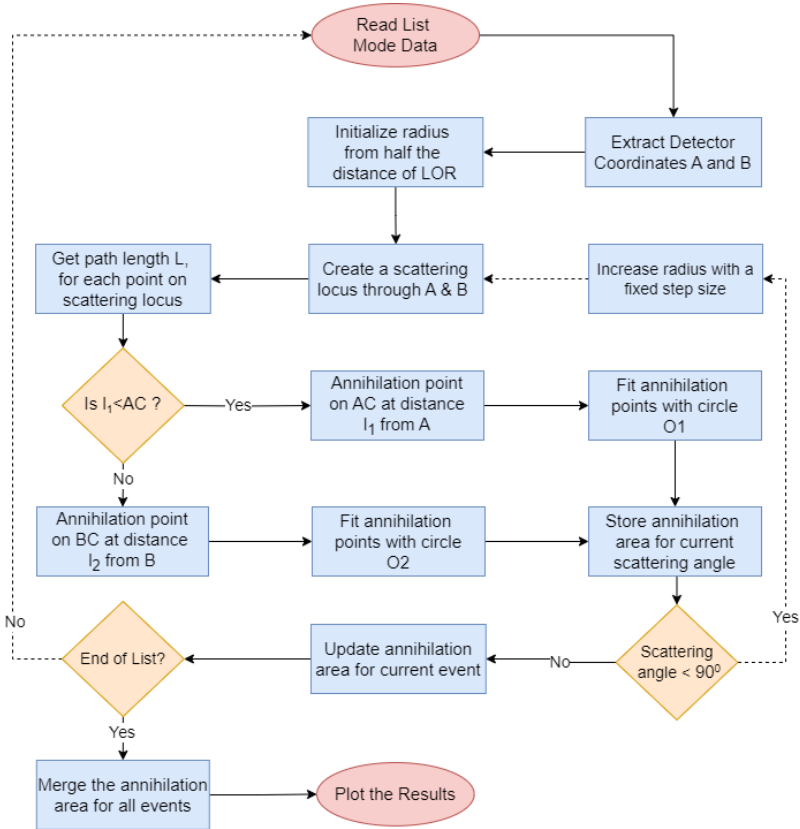 Read List
Mode Data
Initialize radius
from half the
distance of LOR
Extract Detector
Coordinates A and B
Get path length L,
for each point on
scattering locus
Create a scattering
locus through A & B
Increase radius with a
fixed step size
Is I₁<AC ?
Yes
Annihilation point
on AC at distance
I₁ from A
Fit annihilation
points with circle
O1
No
Annihilation point
on BC at distance
I₂ from B
Fit annihilation
points with circle
O2
Store annihilation
area for current
scattering angle
No
End of List?
Update annihilation
area for current event
No
Scattering
angle < 90⁰
Yes
Yes
Merge the annihilation
area for all events
Plot the Results